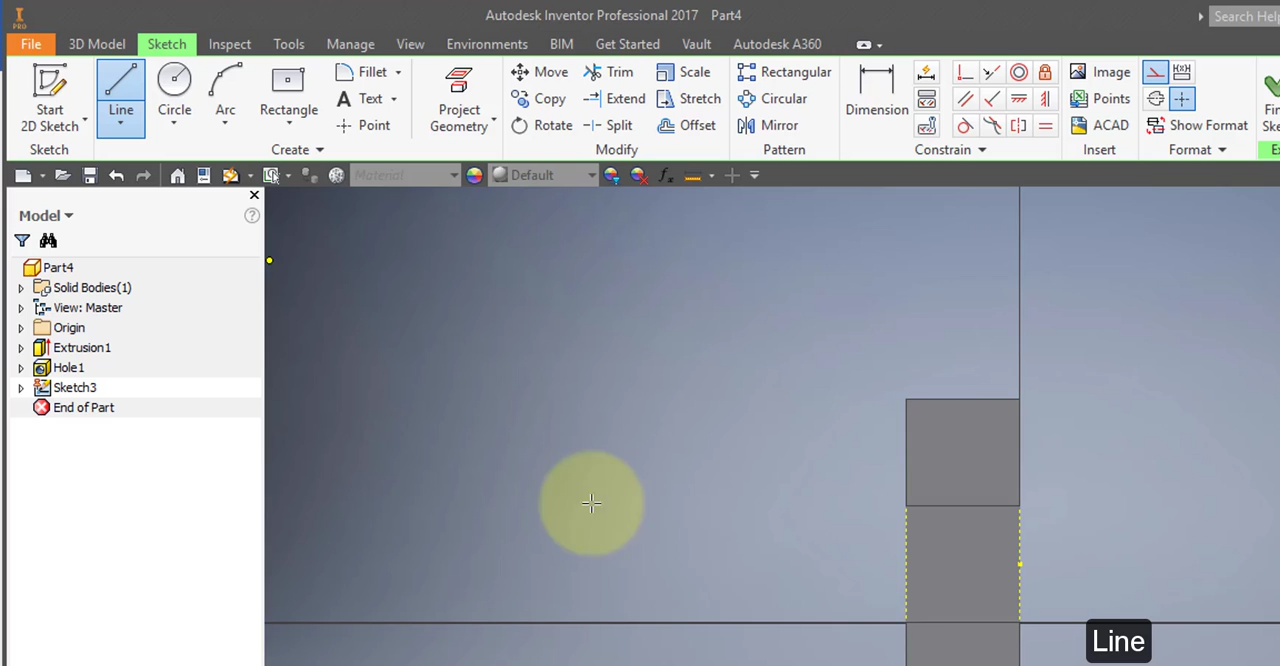 Autodesk Inventor Professional 2017 Part4
Search Help
PRO
File 3D Model Sketch Inspect Tools Manage View Environments BIM Get Started Vault Autodesk A360
Start
2D Sketch
Line
Circle
Arc
Rectangle
Fillet
Text
Point
Project
Geometry
Move Trim Scale
Copy Extend Stretch
Rotate Split Offset
Rectangular
Circular
Mirror
Dimension
Image
Points
ACAD
Show Format
Sketch Create Modify Pattern Constrain Insert Format
Material Default fx
Model
Part4
Solid Bodies(1)
View: Master
Origin
Extrusion1
Hole1
Sketch3
End of Part
Line